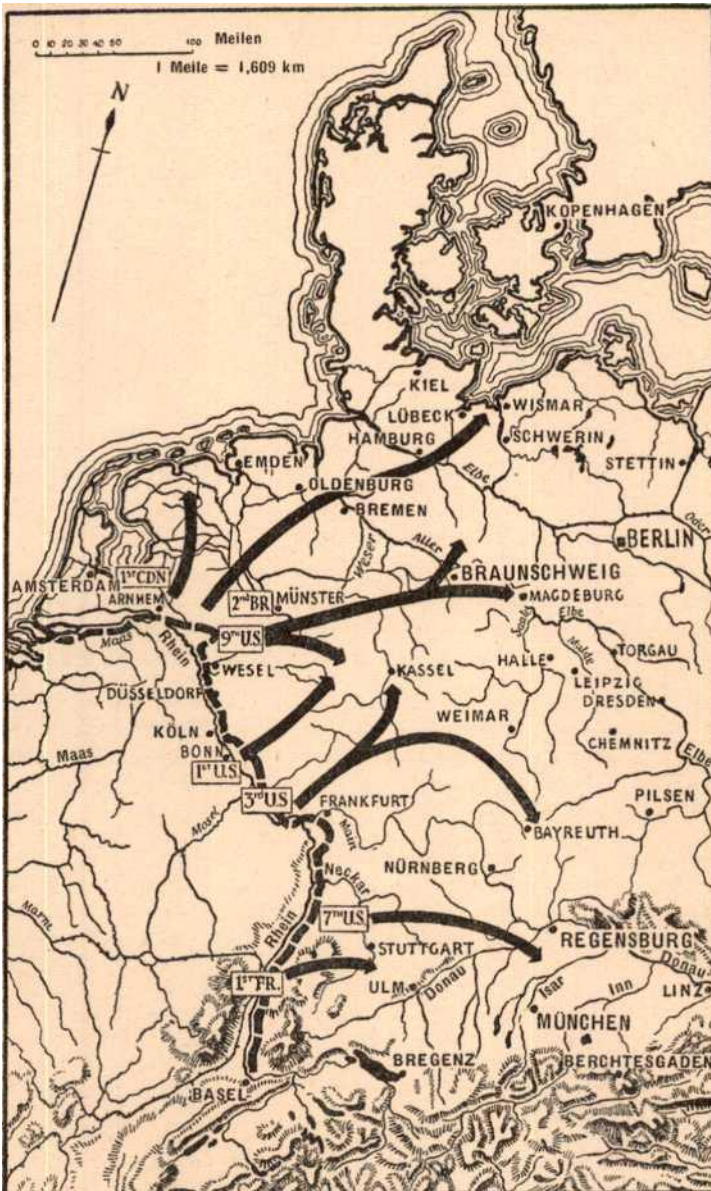 0 10 20 30 40 50 100 Meilen
1 Meile = 1,609 km
N
KOPENHAGEN
KIEL
LÜBECK
WISMAR
HAMBURG
SCHWERIN
EMDEN
STETTIN
OLDENBURG
Elbe
BREMEN
Oder
Weser
Aller
BERLIN
AMSTERDAM
1ST CDN
BRAUNSCHWEIG
ARNHEM
2nd BR.
MÜNSTER
MAGDEBURG
Maas
Rhein
9TH U.S
Saale
Elbe
Mulde
TORGAU
WESEL
KASSEL
HALLE
LEIPZIG
DÜSSELDORF
DRESDEN
KÖLN
WEIMAR
CHEMNITZ
Maas
BONN
Elbe
1ST U.S
3rd U.S
Mosel
FRANKFURT
PILSEN
Main
BAYREUTH
NÜRNBERG
Neckar
Marne
Rhein
7TH U.S
REGENSBURG
STUTTGART
Donau
1ST FR.
ULM
Donau
Isar
Inn
LINZ
MÜNCHEN
BREGENZ
BERCHTESGADEN
BASEL